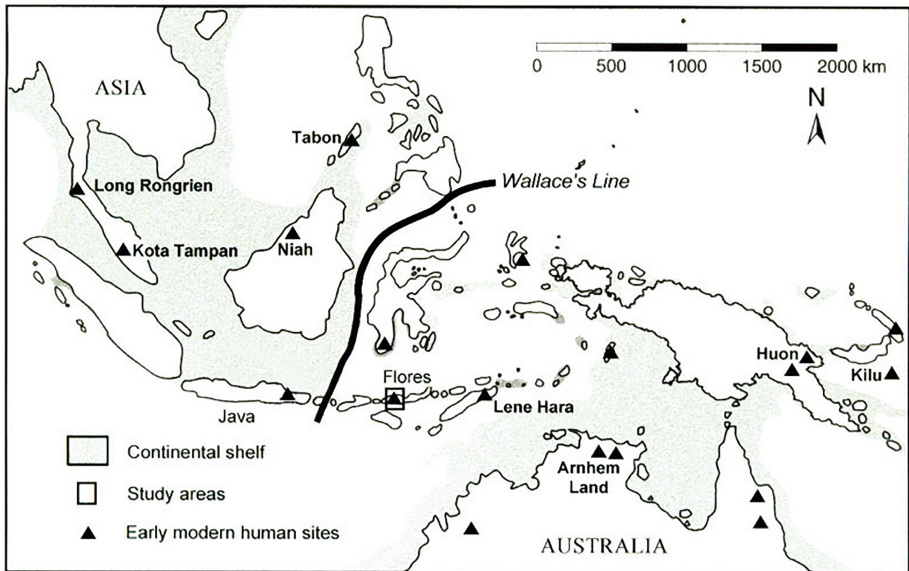 ASIA
0 500 1000 1500 2000 km
N
Tabon
Wallace's Line
Long Rongrien
Kota Tampan
Niah
Huon
Kilu
Flores
Java
Lene Hara
Arnhem
Land
AUSTRALIA
Continental shelf
Study areas
Early modern human sites